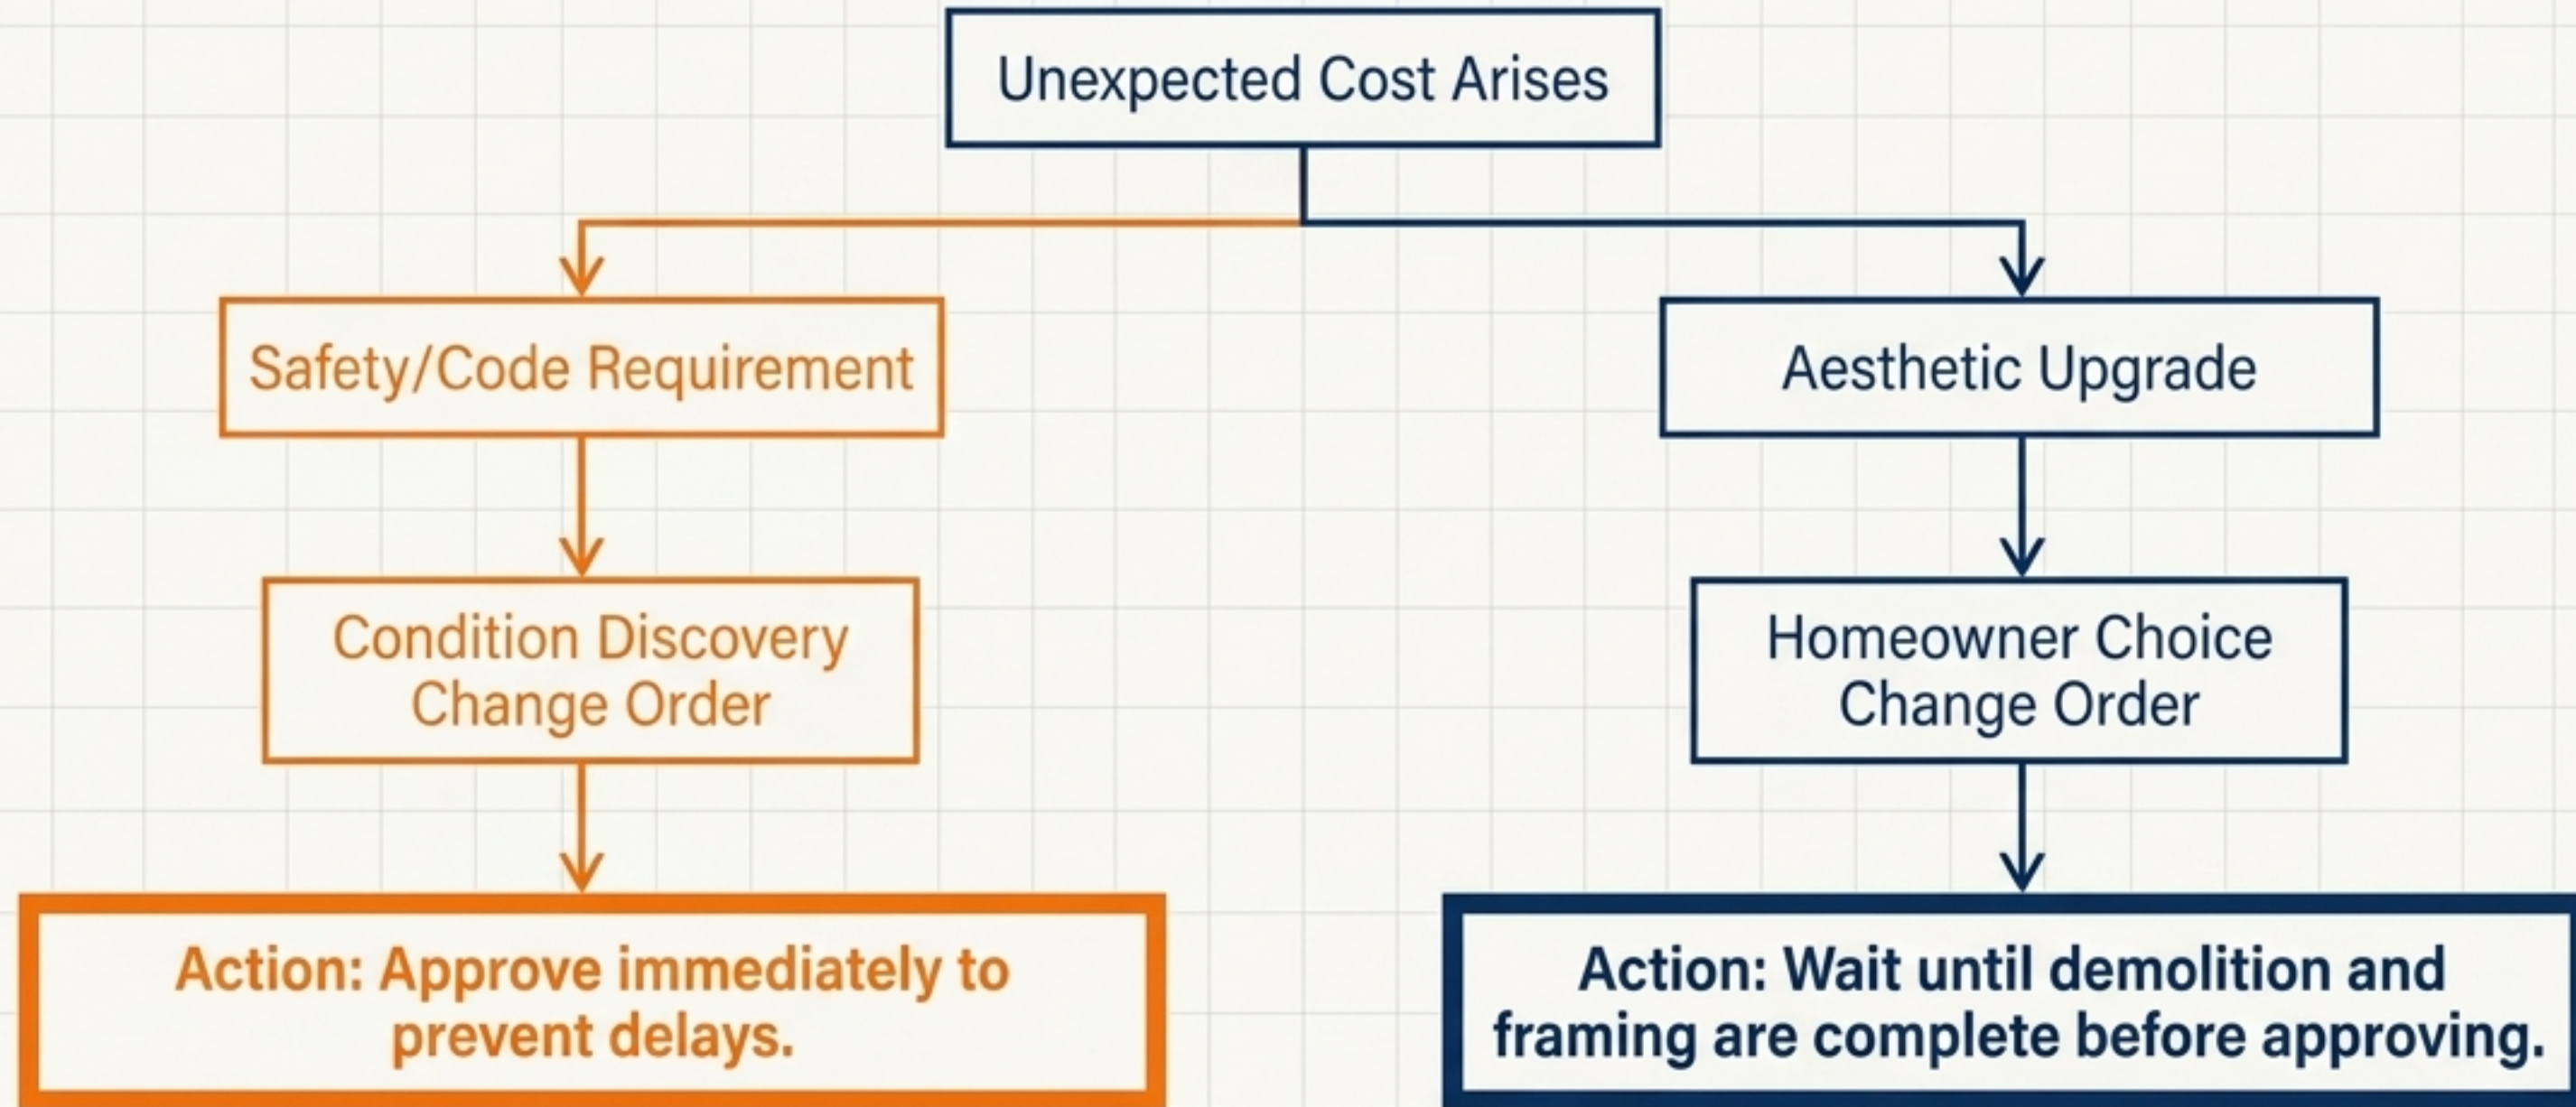 Unexpected Cost Arises
Safety/Code Requirement
Aesthetic Upgrade
Condition Discovery
Change Order
Homeowner Choice
Change Order
Action: Approve immediately to
prevent delays.
Action: Wait until demolition and
framing are complete before approving.